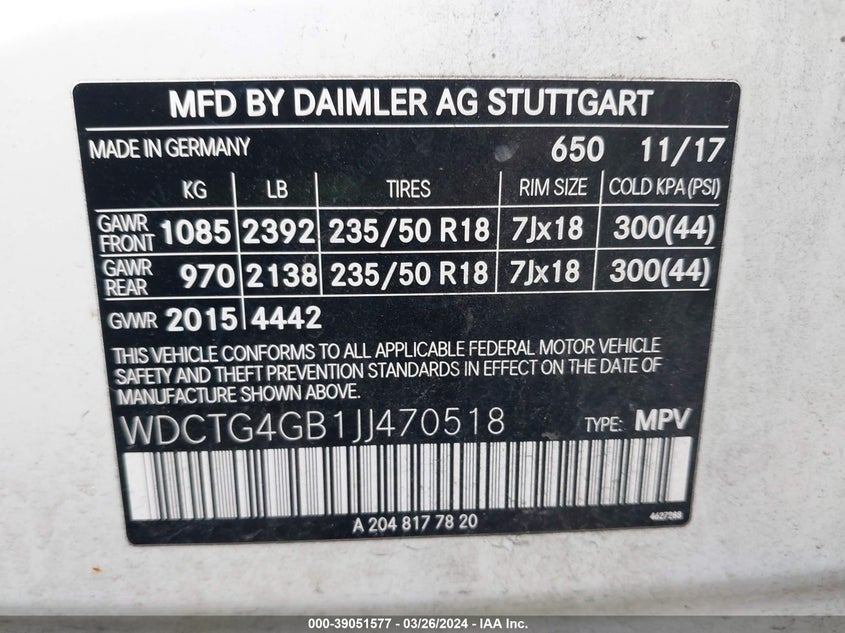 MFD BY DAIMLER AG STUTTGART
MADE IN GERMANY 650 11/17
KG LB TIRES RIM SIZE COLD KPA (PSI)
GAWR FRONT 1085 2392 235/50 R18 7Jx18 300(44)
GAWR REAR 970 2138 235/50 R18 7Jx18 300(44)
GVWR 2015 4442
THIS VEHICLE CONFORMS TO ALL APPLICABLE FEDERAL MOTOR VEHICLE
SAFETY AND THEFT PREVENTION STANDARDS IN EFFECT ON THE DATE OF
MANUFACTURE SHOWN ABOVE.
WDCTG4GB1JJ470518 TYPE: MPV
A 204 817 78 20 4627288
000-39051577 - 03/26/2024 - IAA Inc.